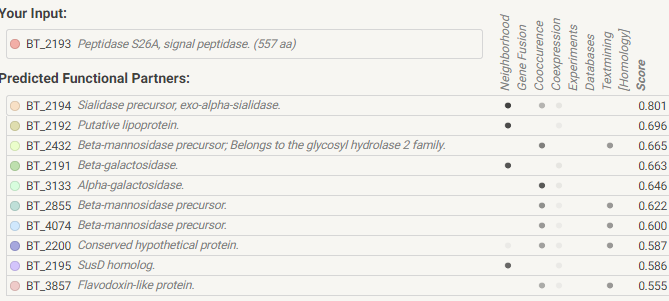 Your Input:
BT_2193 Peptidase S26A, signal peptidase. (557 aa)
Neighborhood
Gene Fusion
Cooccurence
Coexpression
Experiments
Databases
Textmining
[Homology]
Score
Predicted Functional Partners:
BT_2194 Sialidase precursor, exo-alpha-sialidase. 0.801
BT_2192 Putative lipoprotein. 0.696
BT_2432 Beta-mannosidase precursor; Belongs to the glycosyl hydrolase 2 family. 0.665
BT_2191 Beta-galactosidase. 0.663
BT_3133 Alpha-galactosidase. 0.646
BT_2855 Beta-mannosidase precursor. 0.622
BT_4074 Beta-mannosidase precursor. 0.600
BT_2200 Conserved hypothetical protein. 0.587
BT_2195 SusD homolog. 0.586
BT_3857 Flavodoxin-like protein. 0.555